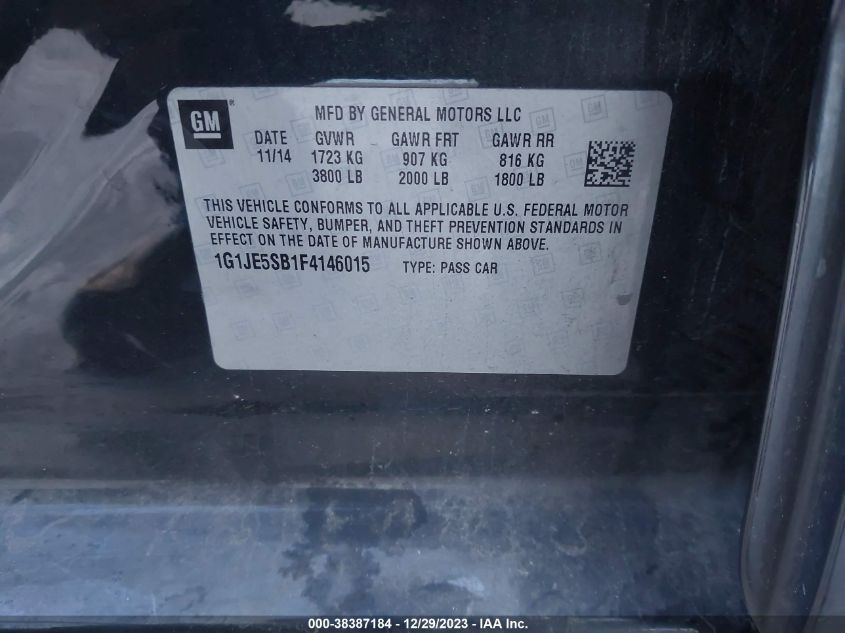 GM ®
MFD BY GENERAL MOTORS LLC
DATE GVWR GAWR FRT GAWR RR
11/14 1723 KG 907 KG 816 KG
3800 LB 2000 LB 1800 LB
THIS VEHICLE CONFORMS TO ALL APPLICABLE U.S. FEDERAL MOTOR
VEHICLE SAFETY, BUMPER, AND THEFT PREVENTION STANDARDS IN
EFFECT ON THE DATE OF MANUFACTURE SHOWN ABOVE.
1G1JE5SB1F4146015 TYPE: PASS CAR
000-38387184 - 12/29/2023 - IAA Inc.